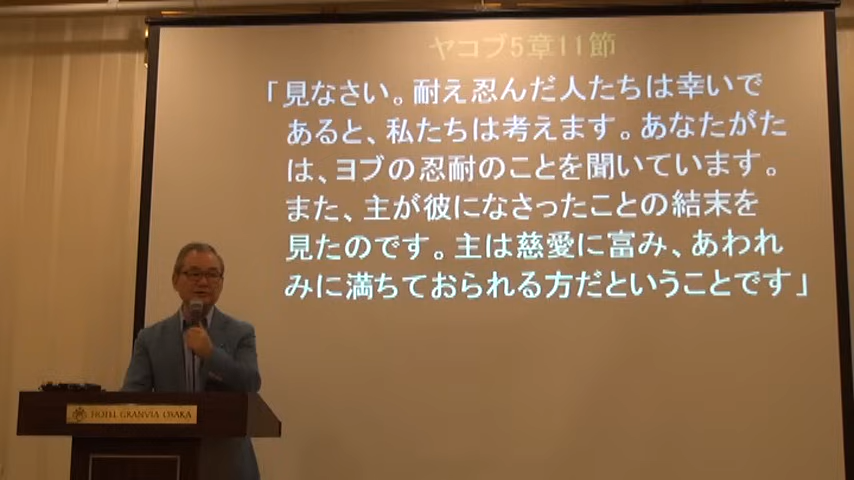 ヤコブ5章11節
「見なさい。耐え忍んだ人たちは幸いで
あると、私たちは考えます。あなたがた
は、ヨブの忍耐のことを聞いています。
また、主が彼になさったことの結末を
見たのです。主は慈愛に富み、あわれ
みに満ちておられる方だということです」
HOTEL GRANVIA OSAKA